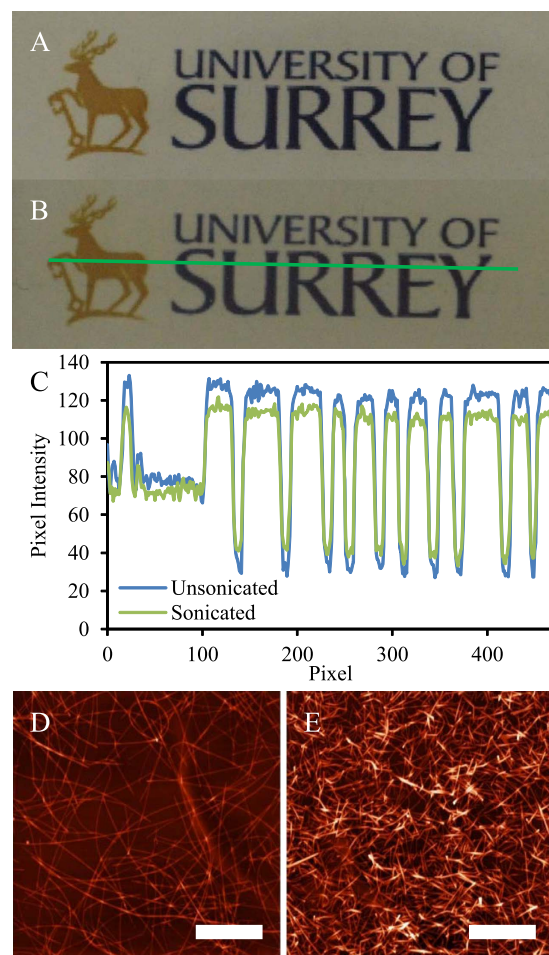 A
UNIVERSITY OF
SURREY
B
UNIVERSITY OF
SURREY
C
140
120
100
80
60
40
20
0
Pixel Intensity
Unsonicated
Sonicated
0 100 200 300 400
Pixel
D E